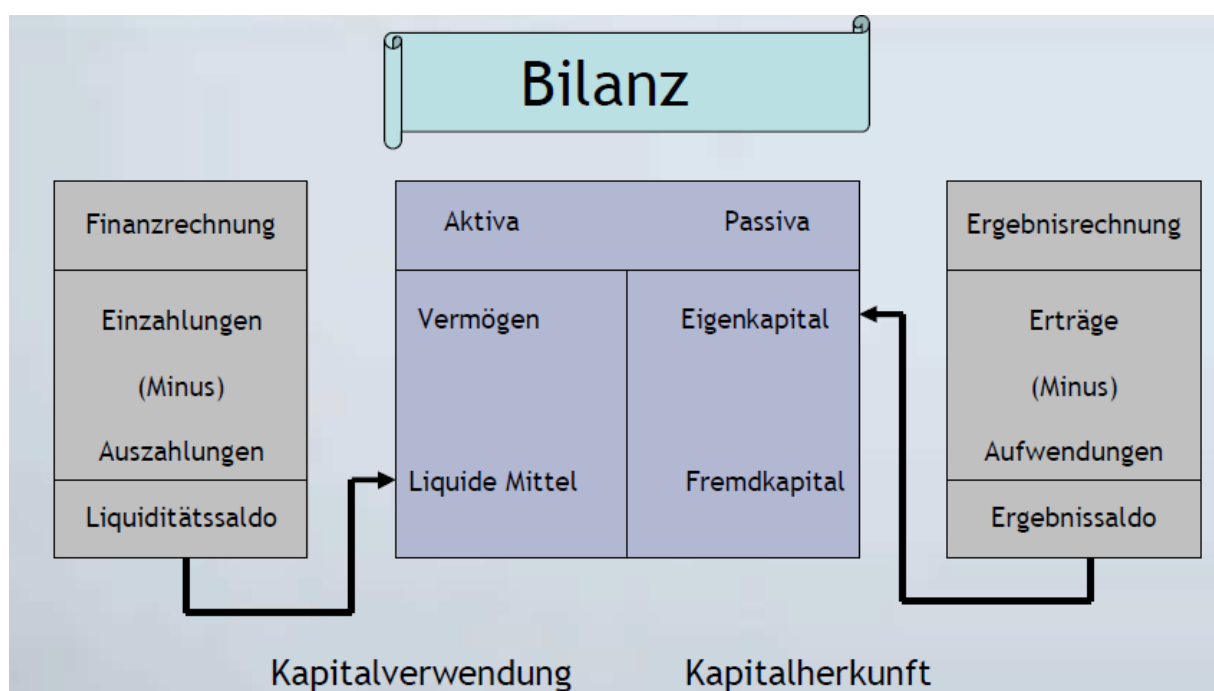 Bilanz
Finanzrechnung
Einzahlungen
(Minus)
Auszahlungen
Liquiditätssaldo
Aktiva Passiva
Vermögen Eigenkapital
Liquide Mittel Fremdkapital
Ergebnisrechnung
Erträge
(Minus)
Aufwendungen
Ergebnissaldo
Kapitalverwendung Kapitalherkunft